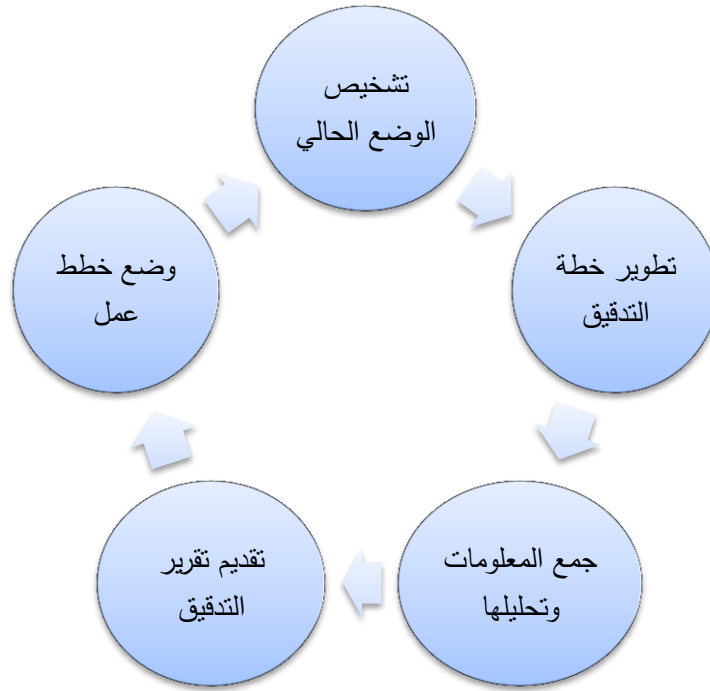 تشخيص
الوضع الحالي
تطوير خطة
التدقيق
جمع المعلومات
وتحليلها
تقديم تقرير
التدقيق
وضع خطط
عمل